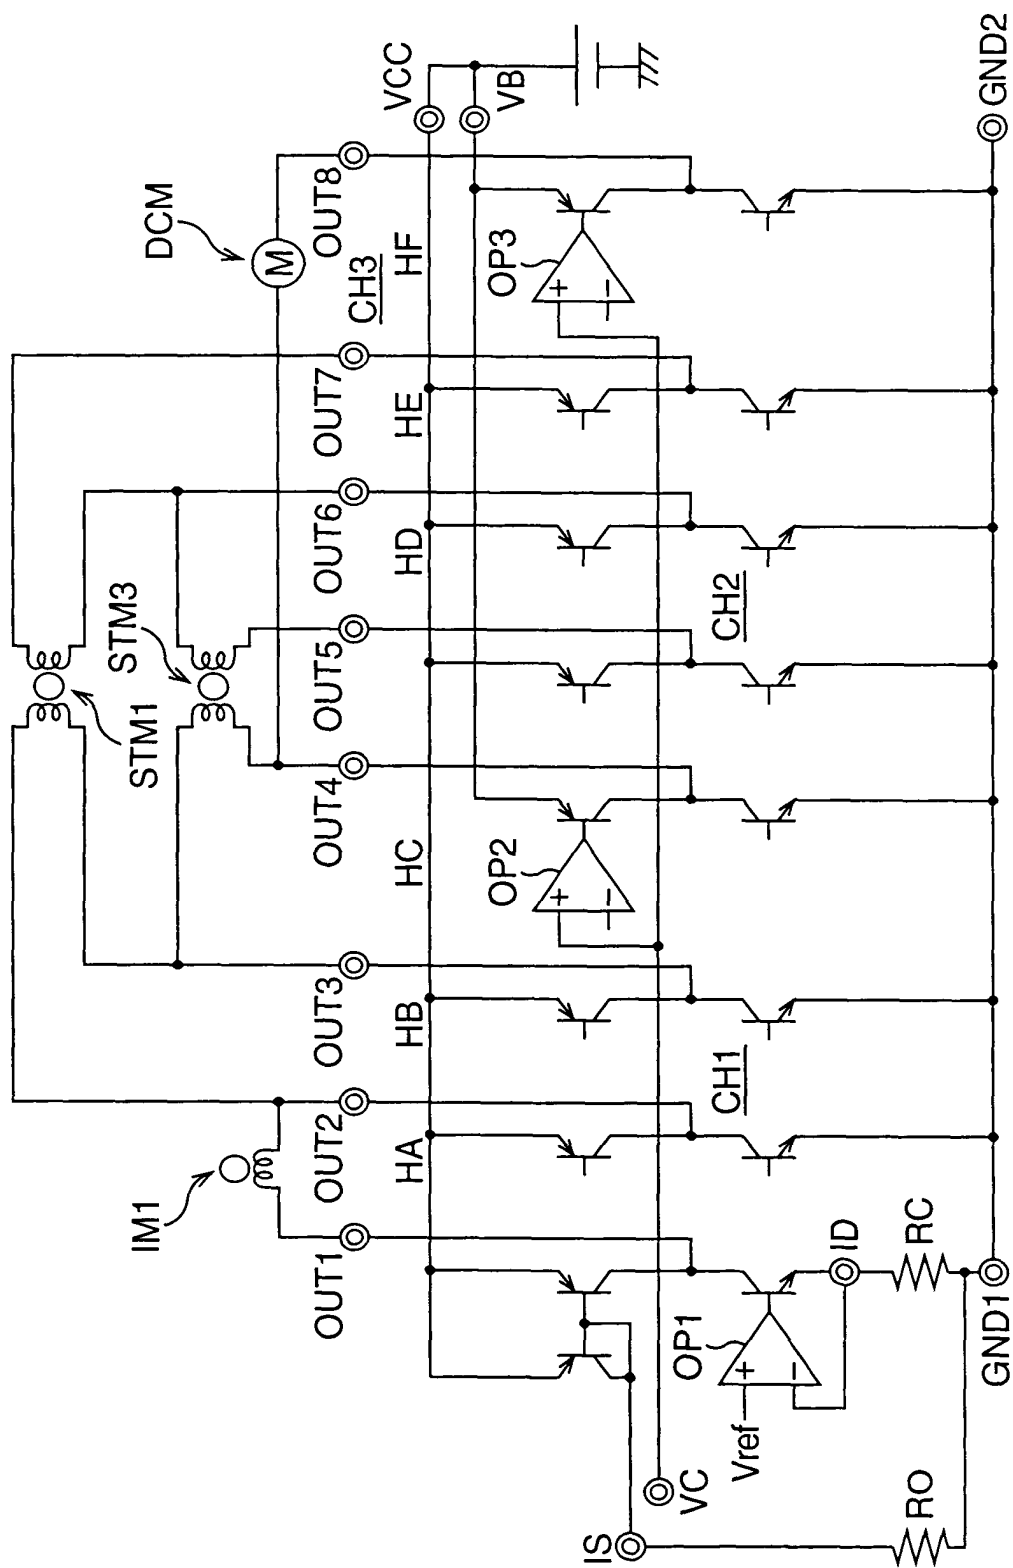 STM1
STM3
DCM
M
IM1
OUT1
OUT2
OUT3
OUT4
OUT5
OUT6
OUT7
OUT8
CH3
HA
HB
HC
HD
HE
HF
VCC
VB
OP2
+
−
OP3
+
−
CH1
CH2
OP1
+
−
Vref
ID
IS
VC
RO
RC
GND1
GND2